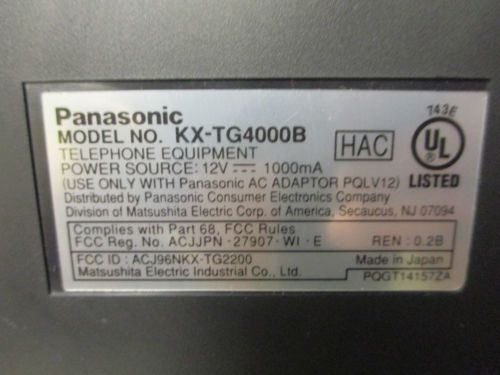 Panasonic
MODEL NO. KX-TG4000B
TELEPHONE EQUIPMENT
POWER SOURCE: 12V ⎓ 1000mA
(USE ONLY WITH Panasonic AC ADAPTOR PQLV12)
Distributed by Panasonic Consumer Electronics Company
Division of Matsushita Electric Corp. of America, Secaucus, NJ 07094
HAC
743E
UL
LISTED
Complies with Part 68, FCC Rules
FCC Reg. No. ACJJPN-27907-WI-E REN : 0.2B
FCC ID : ACJ96NKX-TG2200 Made in Japan
Matsushita Electric Industrial Co., Ltd. PQGT14157ZA